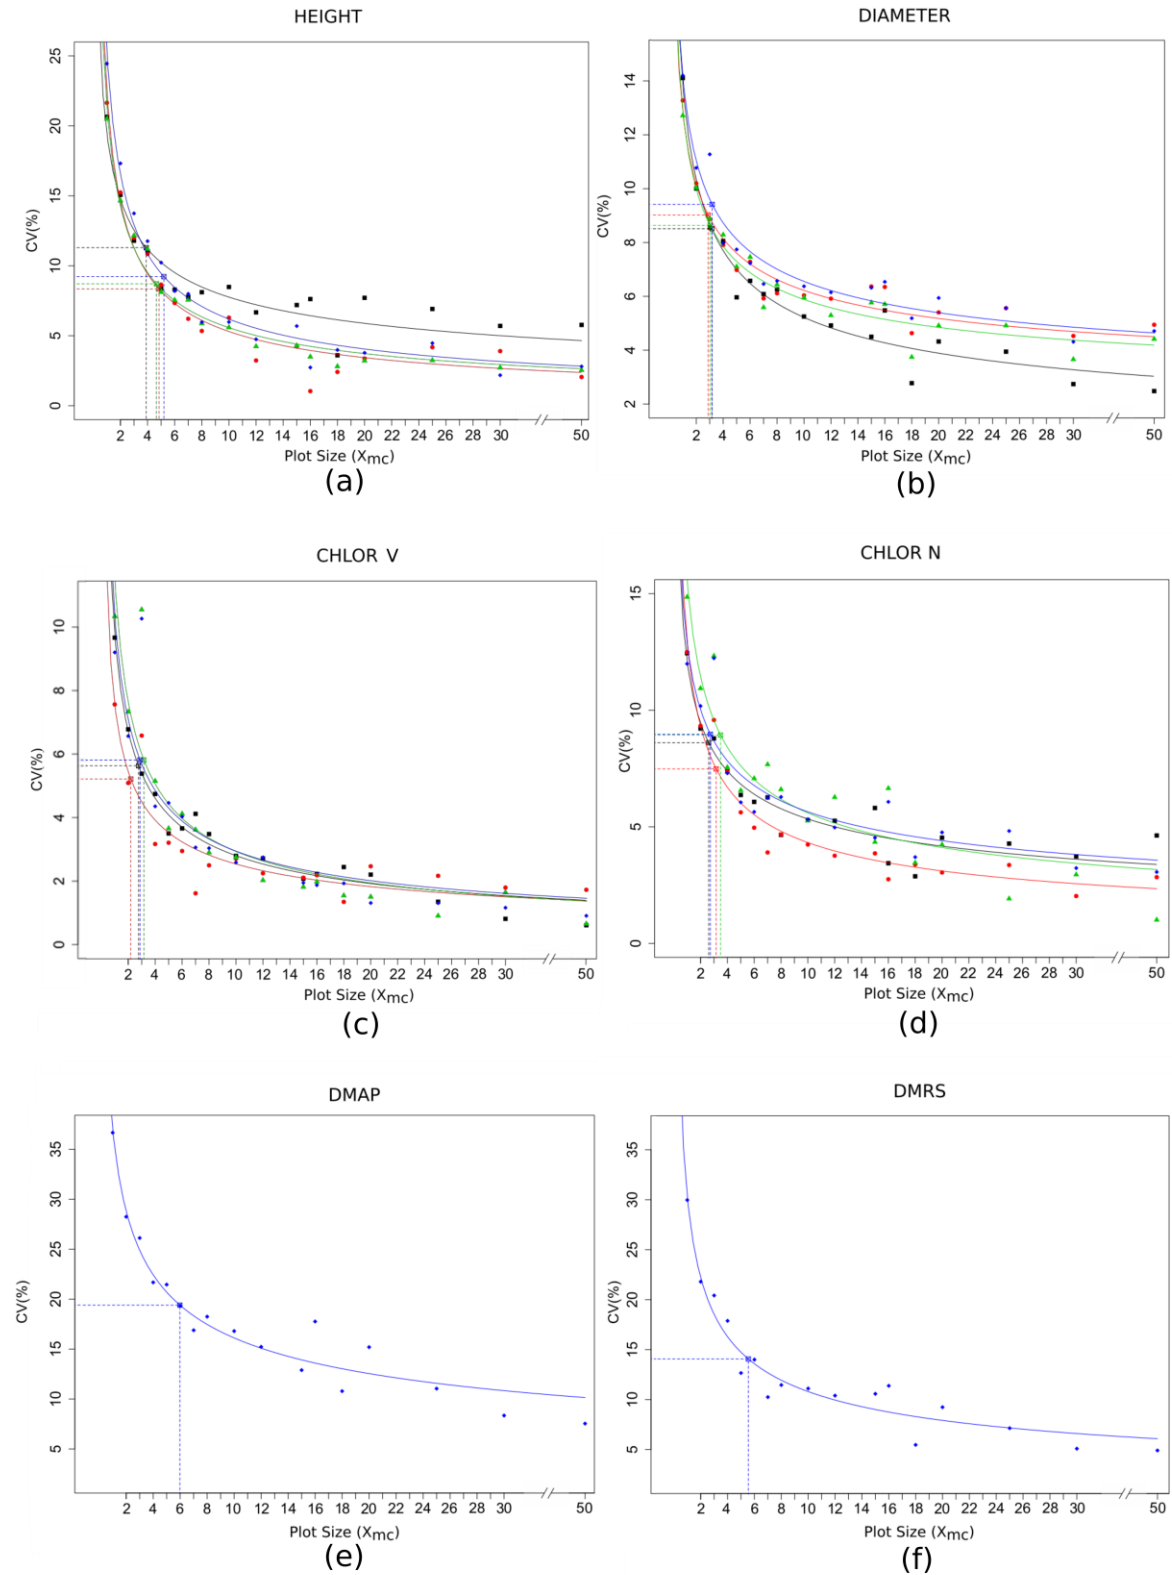 HEIGHT
CV(%)
25
20
15
10
5
0
2 4 6 8 10 12 14 16 18 20 22 24 26 28 30 50
Plot Size (Xmc)
(a)
DIAMETER
CV(%)
14
12
10
8
6
4
2
2 4 6 8 10 12 14 16 18 20 22 24 26 28 30 50
Plot Size (Xmc)
(b)
CHLOR V
CV(%)
10
8
6
4
2
0
2 4 6 8 10 12 14 16 18 20 22 24 26 28 30 50
Plot Size (Xmc)
(c)
CHLOR N
CV(%)
15
10
5
0
2 4 6 8 10 12 14 16 18 20 22 24 26 28 30 50
Plot Size (Xmc)
(d)
DMAP
CV(%)
35
30
25
20
15
10
5
2 4 6 8 10 12 14 16 18 20 22 24 26 28 30 50
Plot Size (Xmc)
(e)
DMRS
CV(%)
35
30
25
20
15
10
5
2 4 6 8 10 12 14 16 18 20 22 24 26 28 30 50
Plot Size (Xmc)
(f)